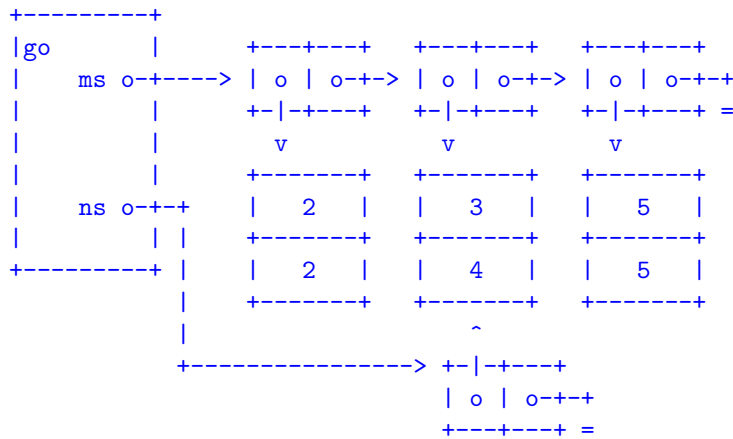 +---------+
|go       |     +---+---+   +---+---+   +---+---+
|    ms o-+----> | o | o-+-> | o | o-+-> | o | o-+-+
|         |     +-|-+---+   +-|-+---+   +-|-+---+ =
|         |       v           v           v
|         |     +-------+   +-------+   +-------+
|    ns o-+-+   |   2   |   |   3   |   |   5   |
|         | |   +-------+   +-------+   +-------+
+---------+ |   |   2   |   |   4   |   |   5   |
            |   +-------+   +-------+   +-------+
            |                   ^
            +----------------> +-|-+---+
                               | o | o-+-+
                               +---+---+ =